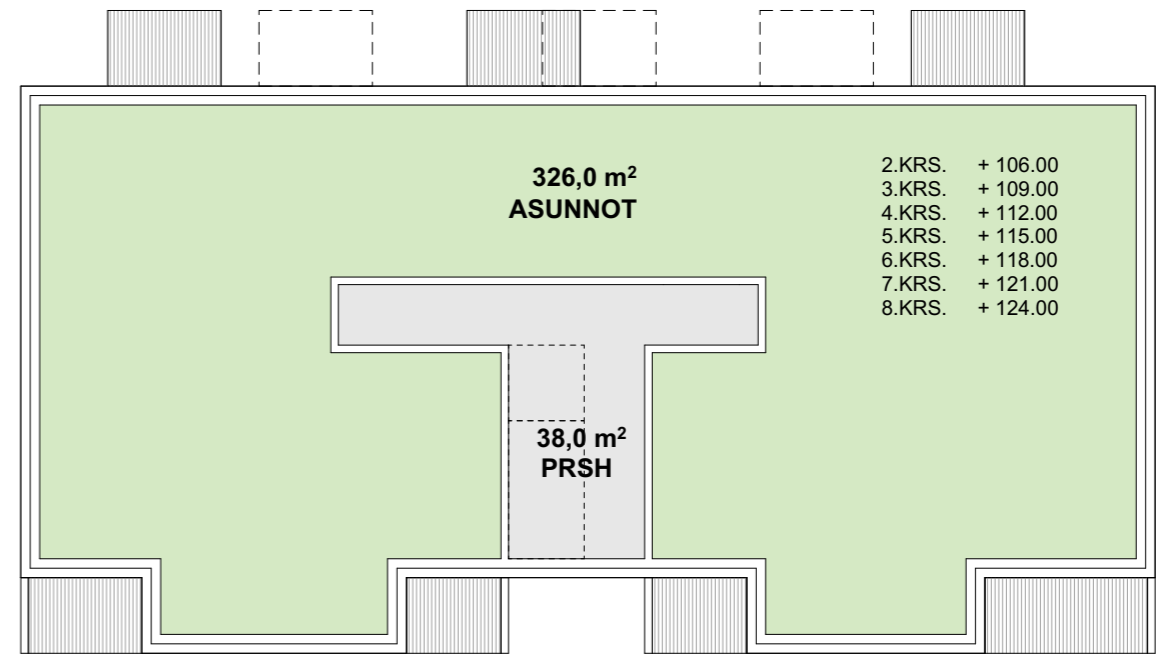 326,0 m²
ASUNNOT
2.KRS. + 106.00
3.KRS. + 109.00
4.KRS. + 112.00
5.KRS. + 115.00
6.KRS. + 118.00
7.KRS. + 121.00
8.KRS. + 124.00
38,0 m²
PRSH